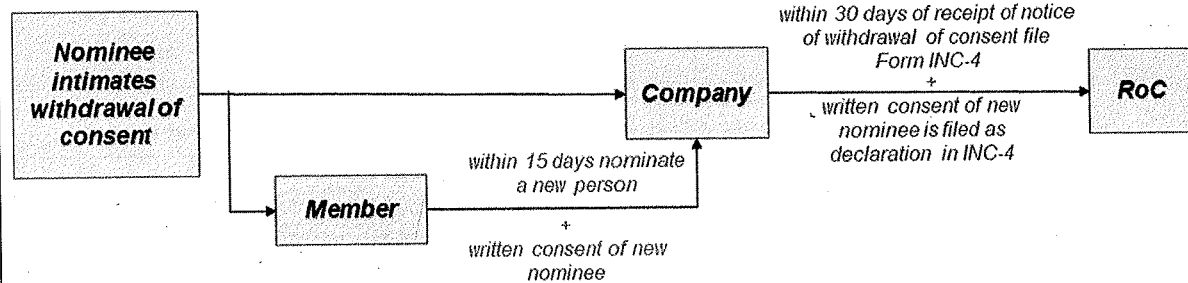 Nominee
intimates
withdrawal of
consent
Member
within 15 days nominate
a new person
+
written consent of new
nominee
Company
within 30 days of receipt of notice
of withdrawal of consent file
Form INC-4
+
written consent of new
nominee is filed as
declaration in INC-4
RoC